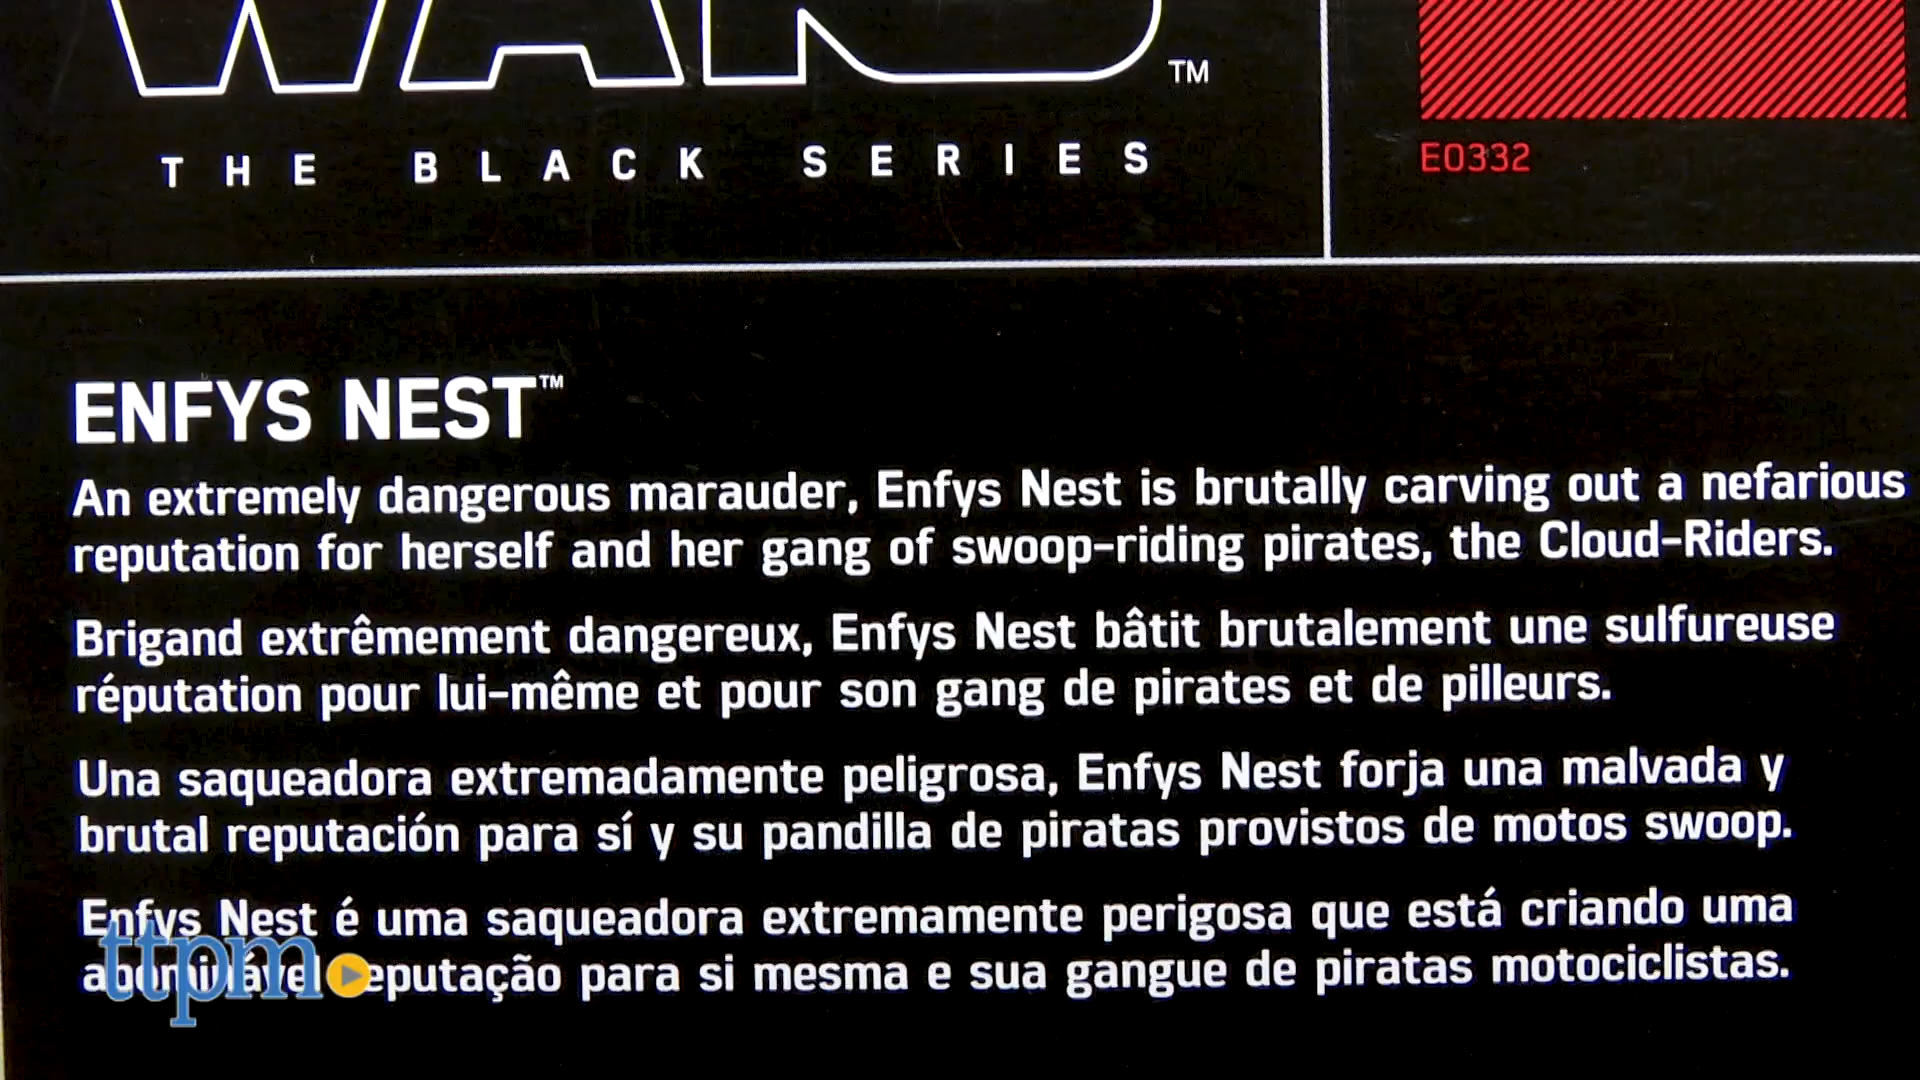 WARS™
THE BLACK SERIES
E0332
ENFYS NEST™
An extremely dangerous marauder, Enfys Nest is brutally carving out a nefarious
reputation for herself and her gang of swoop-riding pirates, the Cloud-Riders.
Brigand extrêmement dangereux, Enfys Nest bâtit brutalement une sulfureuse
réputation pour lui-même et pour son gang de pirates et de pilleurs.
Una saqueadora extremadamente peligrosa, Enfys Nest forja una malvada y
brutal reputación para sí y su pandilla de piratas provistos de motos swoop.
Enfys Nest é uma saqueadora extremamente perigosa que está criando uma
abominável reputação para si mesma e sua gangue de piratas motociclistas.
ttpm